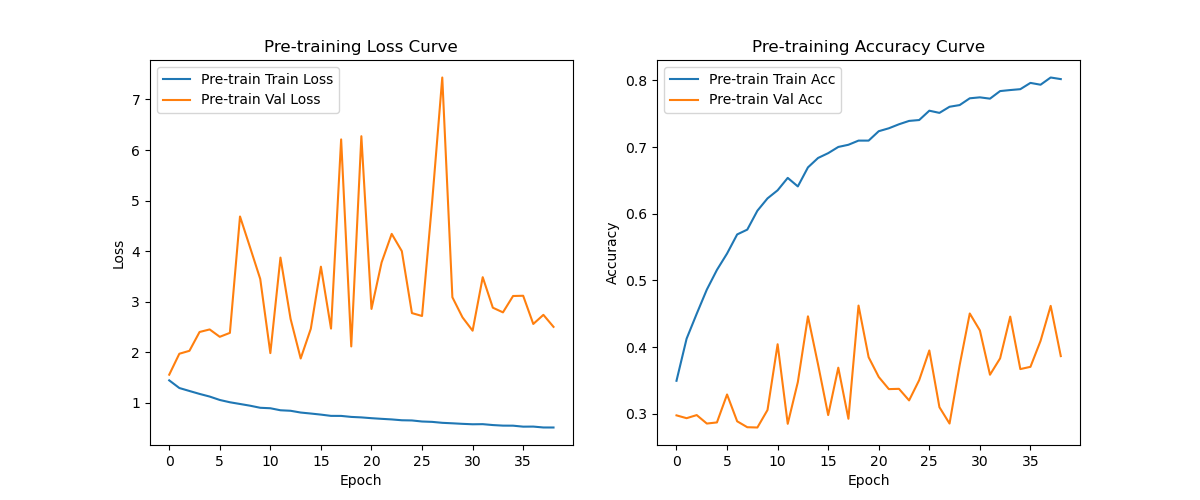 Pre-training Loss Curve
Pre-train Train Loss
Pre-train Val Loss
7
6
5
4
3
2
1
Loss
0 5 10 15 20 25 30 35
Epoch
Pre-training Accuracy Curve
Pre-train Train Acc
Pre-train Val Acc
0.8
0.7
0.6
0.5
0.4
0.3
Accuracy
0 5 10 15 20 25 30 35
Epoch